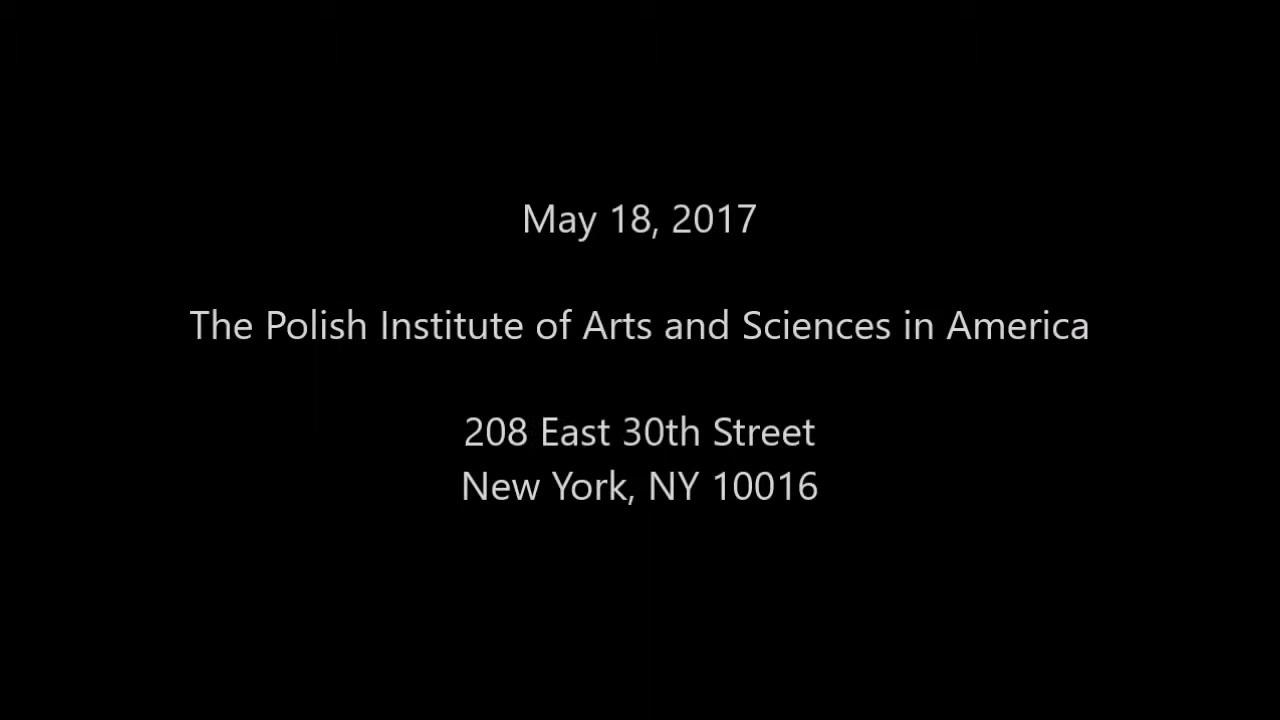 May 18, 2017
The Polish Institute of Arts and Sciences in America
208 East 30th Street
New York, NY 10016